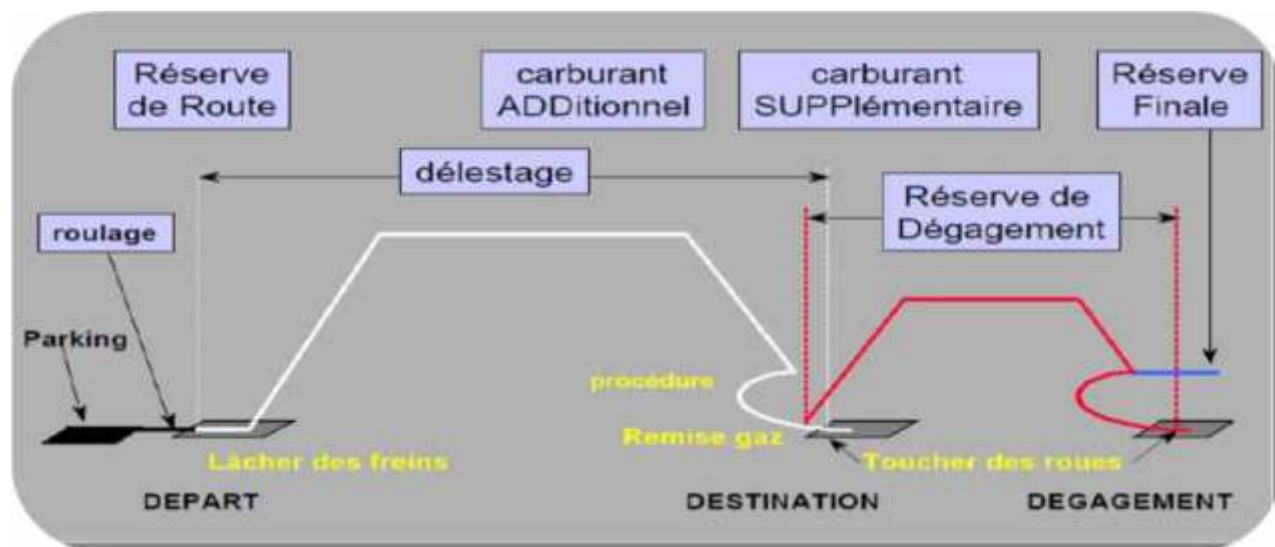 Réserve
de Route
carburant
ADDitionnel
carburant
SUPPlémentaire
Réserve
Finale
délestage
Réserve de
Dégagement
roulage
Parking
procédure
Remise gaz
Lâcher des freins
Toucher des roues
DEPART
DESTINATION
DEGAGEMENT